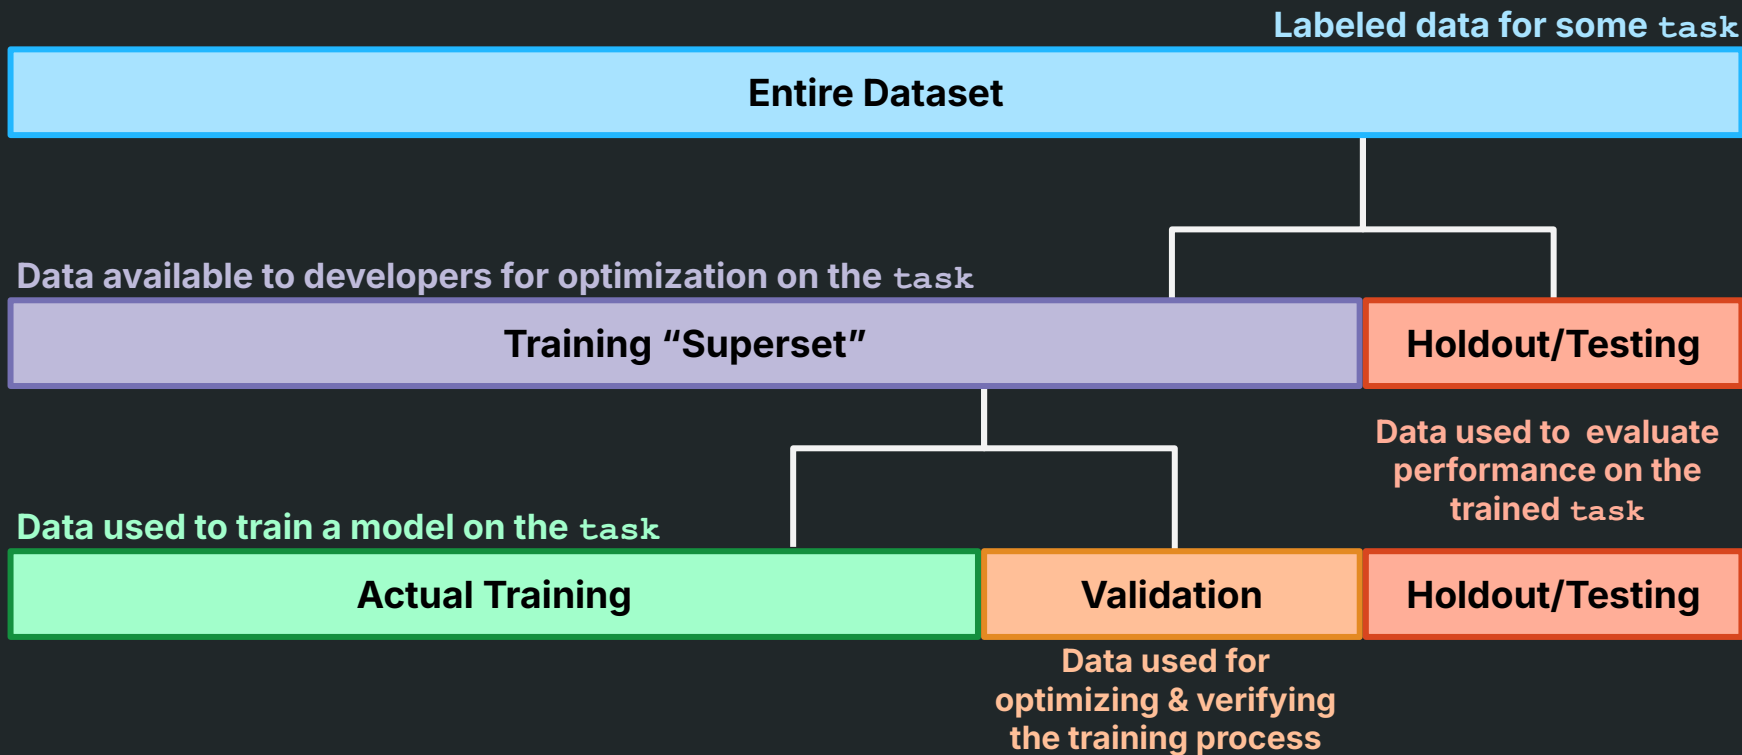 Labeled data for some task
Entire Dataset
Data available to developers for optimization on the task
Training “Superset”
Holdout/Testing
Data used to evaluate
performance on the
trained task
Data used to train a model on the task
Actual Training
Validation
Holdout/Testing
Data used for
optimizing & verifying
the training process